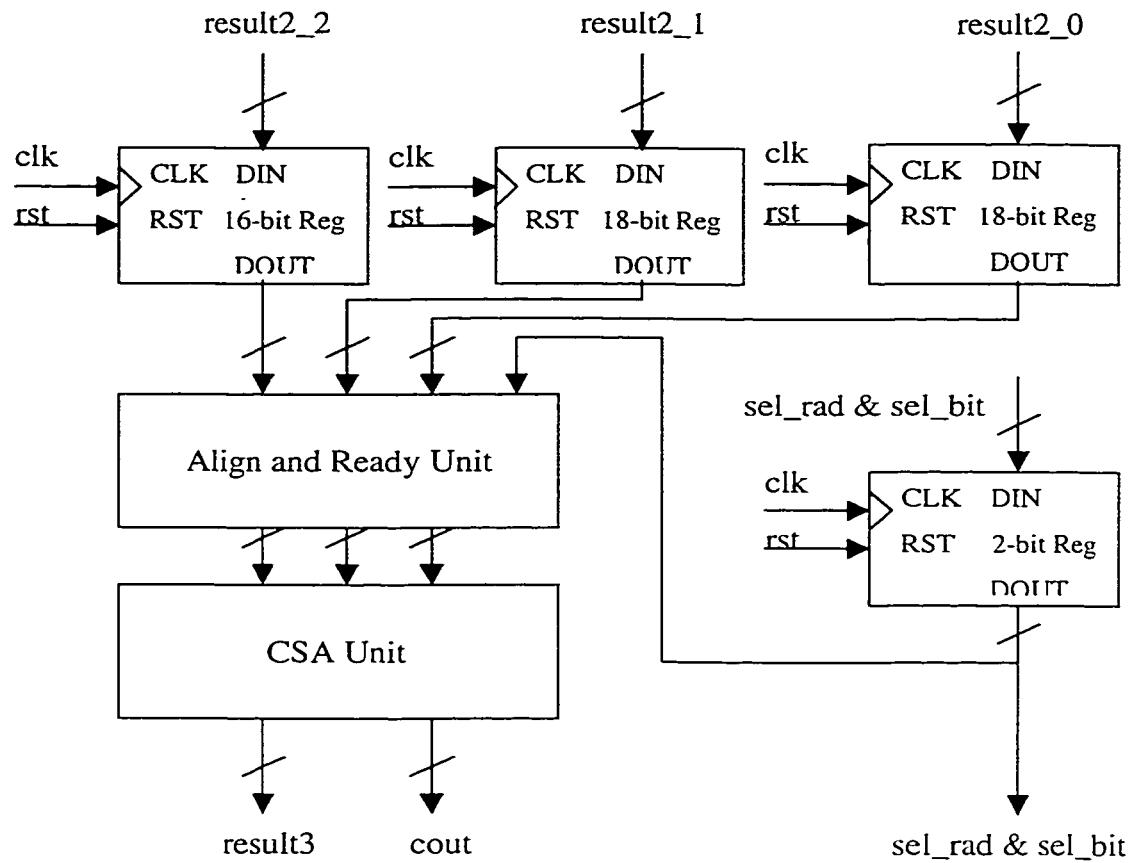 result2_2
result2_1
result2_0
clk
CLK DIN
rst
RST 16-bit Reg
DOUT
clk
CLK DIN
rst
RST 18-bit Reg
DOUT
clk
CLK DIN
rst
RST 18-bit Reg
DOUT
Align and Ready Unit
sel_rad & sel_bit
clk
CLK DIN
rst
RST 2-bit Reg
DOUT
CSA Unit
result3
cout
sel_rad & sel_bit